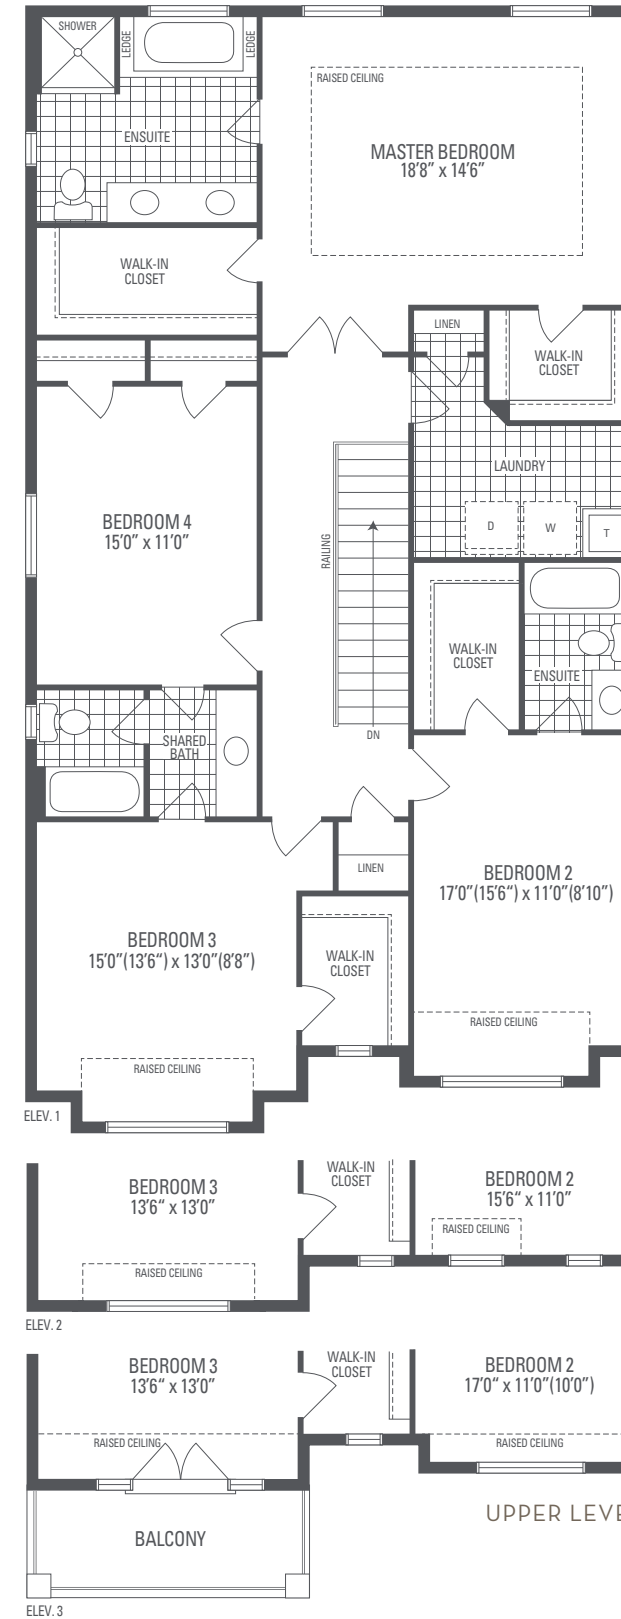 SHOWER
LEDGE
LEDGE
ENSUITE
RAISED CEILING
MASTER BEDROOM
18'8" x 14'6"
WALK-IN
CLOSET
LINEN
WALK-IN
CLOSET
LAUNDRY
D
W
T
BEDROOM 4
15'0" x 11'0"
RAILING
DN
WALK-IN
CLOSET
ENSUITE
SHARED
BATH
LINEN
BEDROOM 2
17'0"(15'6") x 11'0"(8'10")
BEDROOM 3
15'0"(13'6") x 13'0"(8'8")
WALK-IN
CLOSET
RAISED CEILING
RAISED CEILING
ELEV. 1
BEDROOM 3
13'6" x 13'0"
WALK-IN
CLOSET
BEDROOM 2
15'6" x 11'0"
RAISED CEILING
RAISED CEILING
ELEV. 2
BEDROOM 3
13'6" x 13'0"
WALK-IN
CLOSET
BEDROOM 2
17'0" x 11'0"(10'0")
RAISED CEILING
RAISED CEILING
UPPER LEVE
BALCONY
ELEV. 3